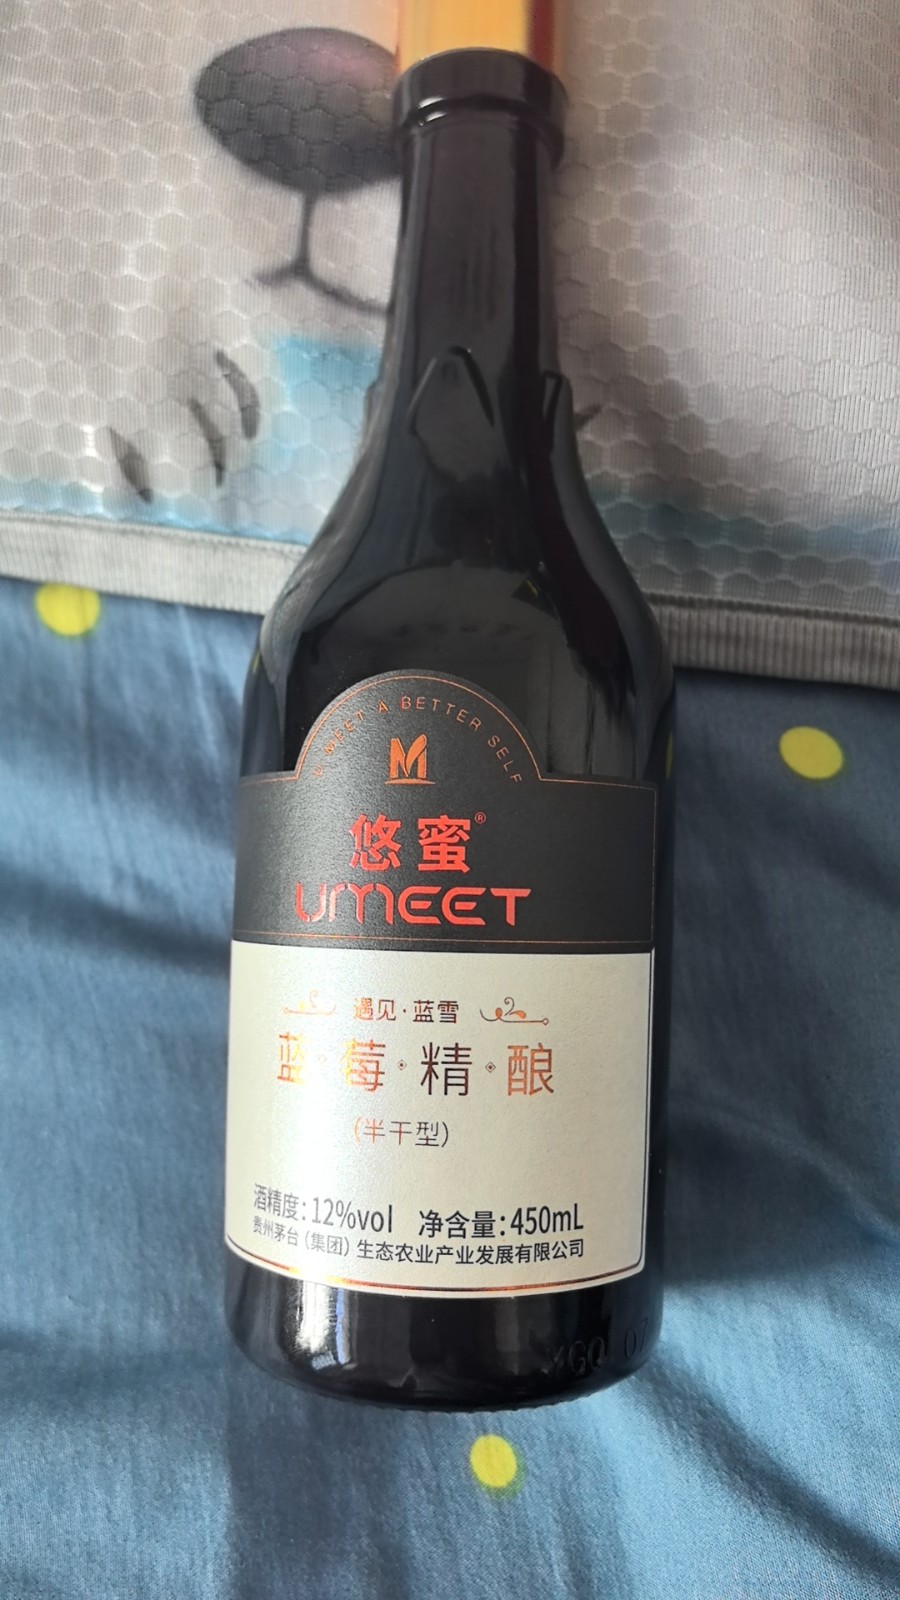 U MEET A BETTER SELF
悠蜜®
UMEET
遇见·蓝雪
蓝·莓·精·酿
(半干型)
酒精度:12%vol 净含量:450mL
贵州茅台(集团)生态农业产业发展有限公司